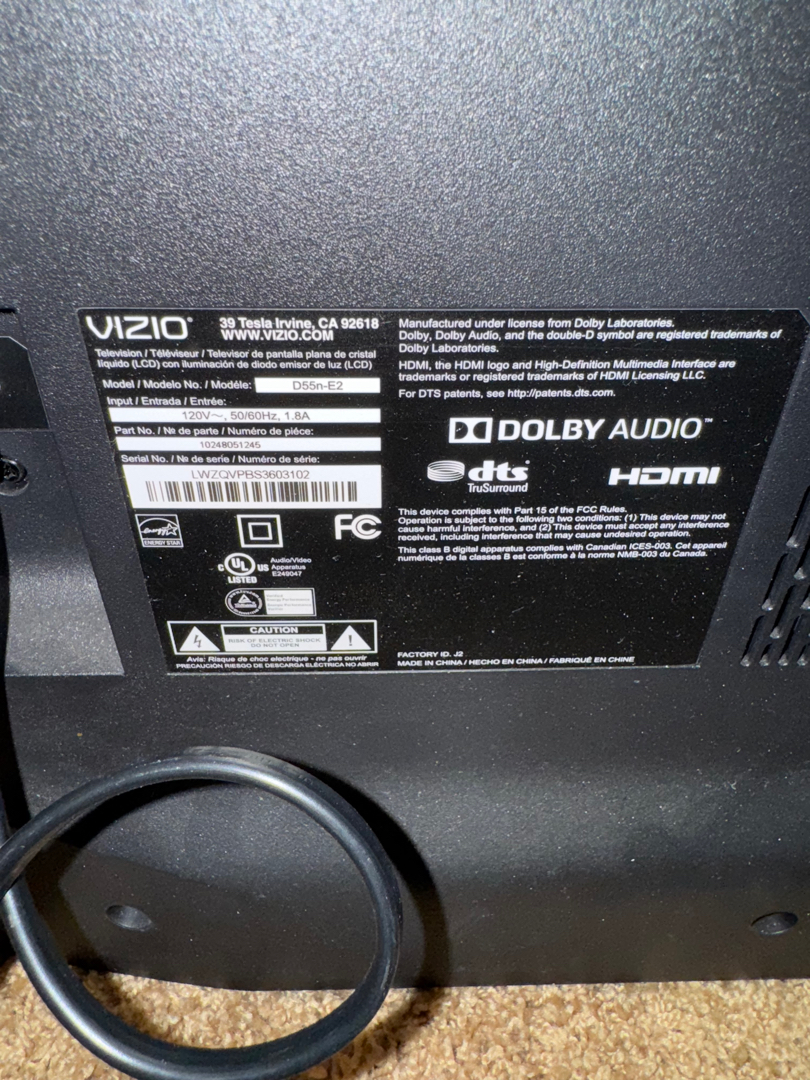 VIZIO®
39 Tesla Irvine, CA 92618
WWW.VIZIO.COM
Television / Téléviseur / Televisor de pantalla plana de cristal
líquido (LCD) con iluminación de diodo emisor de luz (LCD)
Model / Modelo No. / Modéle: D55n-E2
Input / Entrada / Entrée:
120V~, 50/60Hz, 1.8A
Part No. / № de parte / Numéro de piéce:
10248051245
Serial No. / № de serie / Numéro de série:
LWZQVPBS3603102
ENERGY STAR
FC
C UL US
LISTED
Audio/Video
Apparatus
E249047
CAUTION
RISK OF ELECTRIC SHOCK
DO NOT OPEN
Avis: Risque de choc electrique - ne pas ouvrir
PRECAUCIÓN RIESGO DE DESCARGA ELÉCTRICA NO ABRIR
Manufactured under license from Dolby Laboratories.
Dolby, Dolby Audio, and the double-D symbol are registered trademarks of
Dolby Laboratories.
HDMI, the HDMI logo and High-Definition Multimedia Interface are
trademarks or registered trademarks of HDMI Licensing LLC.
For DTS patents, see http://patents.dts.com.
DOLBY AUDIO™
dts
TruSurround
HDMI
This device complies with Part 15 of the FCC Rules.
Operation is subject to the following two conditions: (1) This device may not
cause harmful interference, and (2) This device must accept any interference
received, including interference that may cause undesired operation.
This class B digital apparatus complies with Canadian ICES-003. Cet appareil
numérique de la classes B est conforme à la norme NMB-003 du Canada.
FACTORY ID. J2
MADE IN CHINA / HECHO EN CHINA / FABRIQUÉ EN CHINE